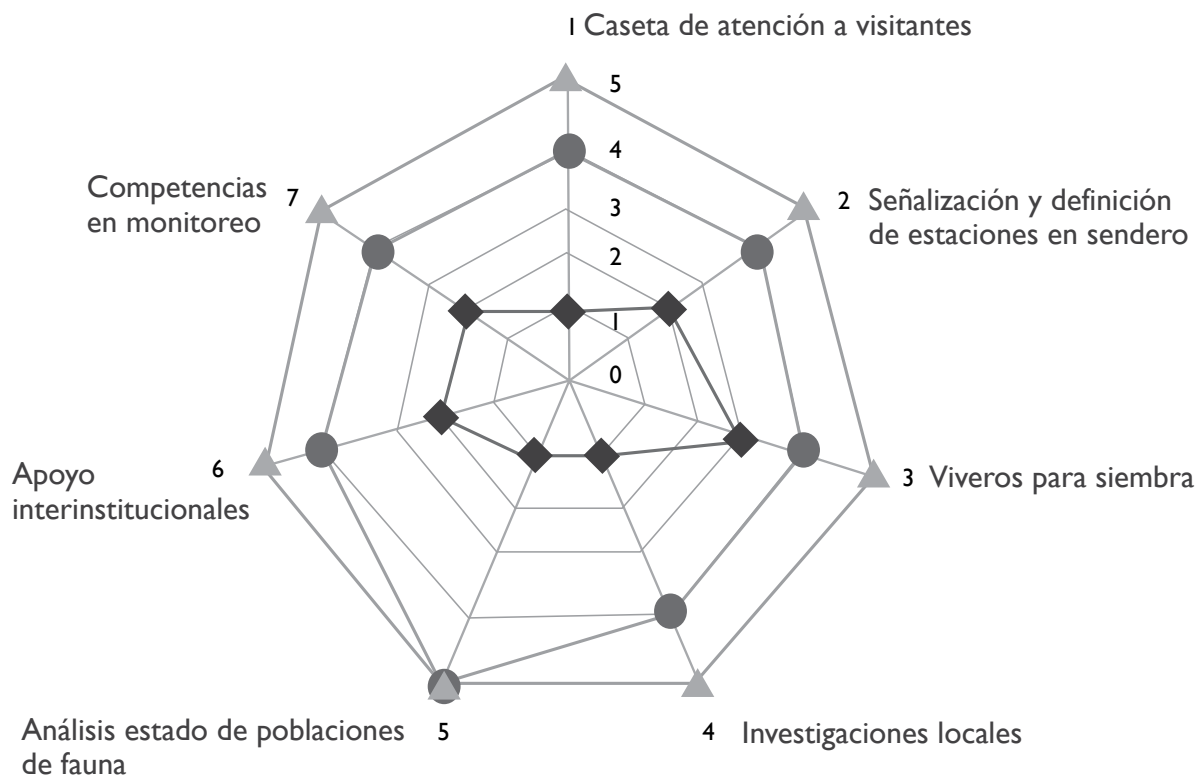 1 Caseta de atención a visitantes
5
4
3
2
1
0
2 Señalización y definición
de estaciones en sendero
3 Viveros para siembra
4 Investigaciones locales
Análisis estado de poblaciones 5
de fauna
Apoyo 6
interinstitucionales
Competencias 7
en monitoreo